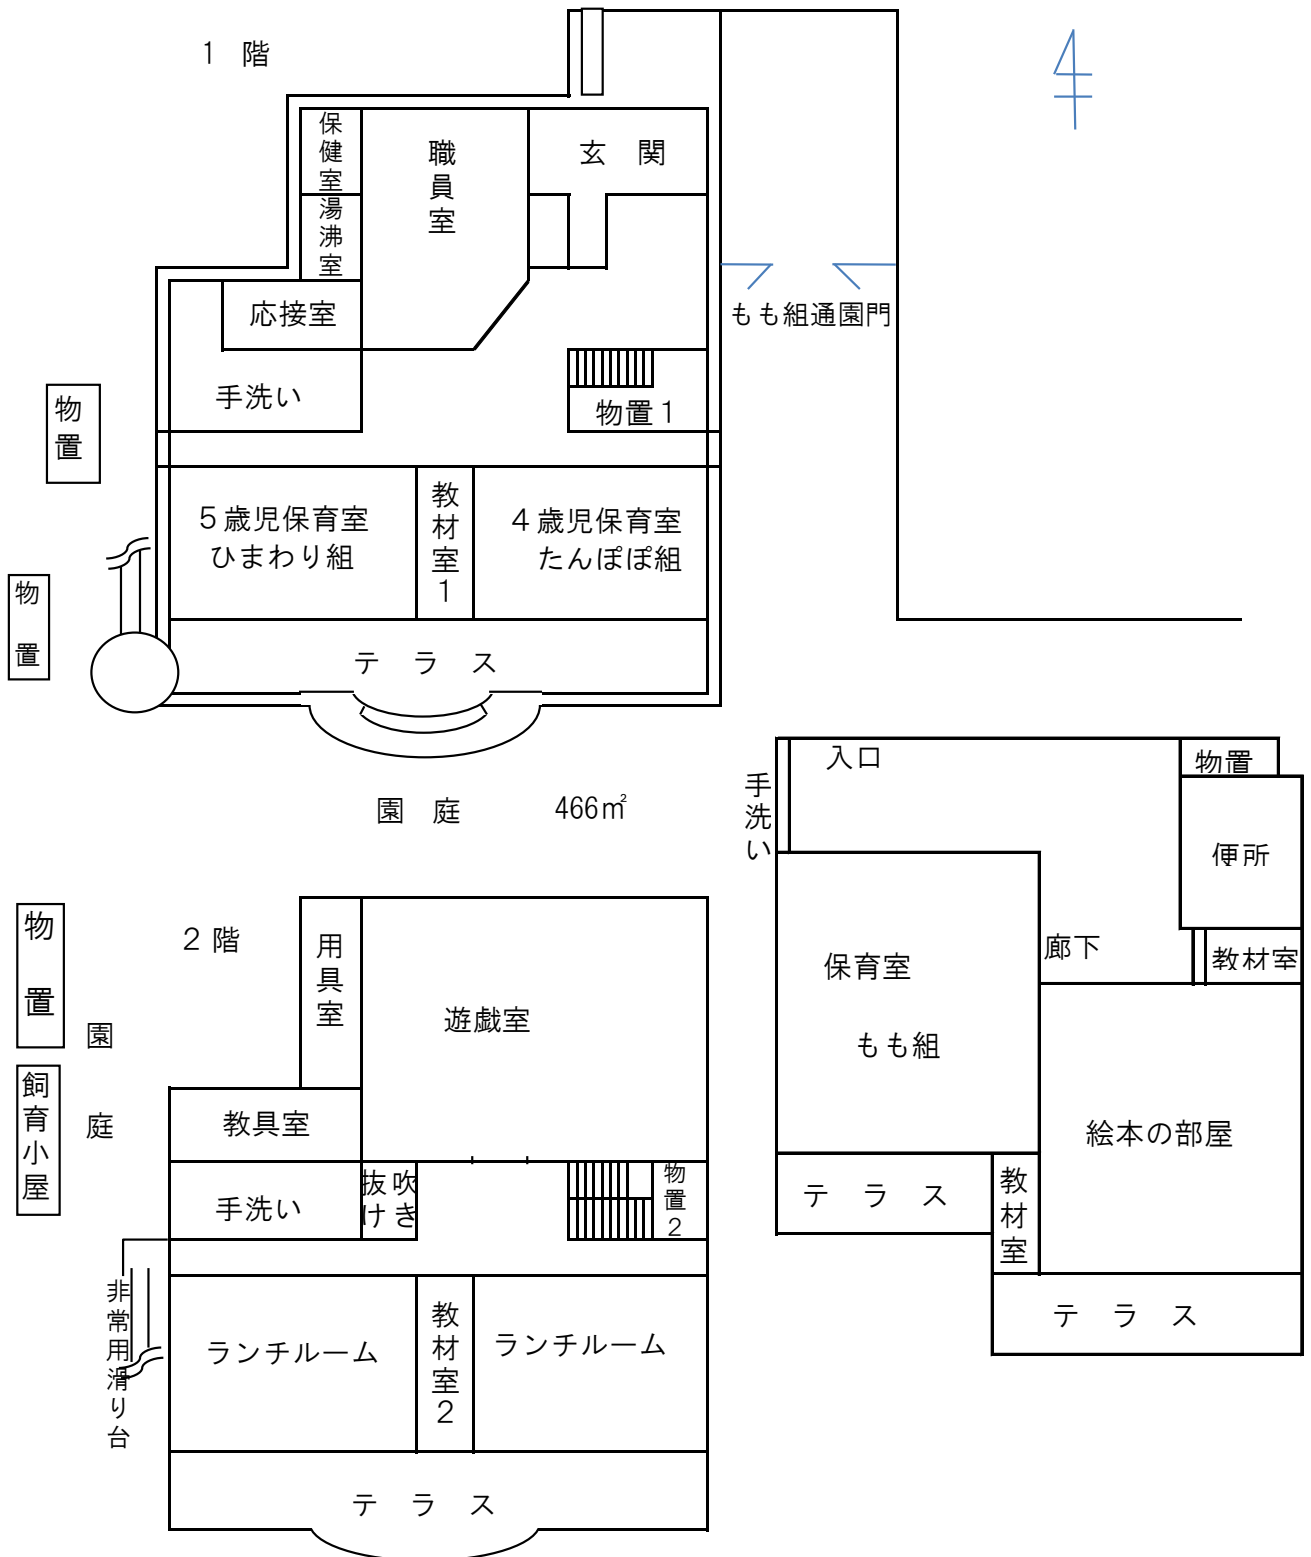 １ 階
保健室
職員室
玄 関
湯沸室
応接室
もも組通園門
手洗い
物置
物置１
５歳児保育室
ひまわり組
教材室１
４歳児保育室
たんぽぽ組
物 置
テ ラ ス
園 庭 466㎡
入口
物置
手洗い
便所
廊下
教材室
保育室
もも組
絵本の部屋
テ ラ ス
教材室
テ ラ ス
物 置
２階
用具室
遊戯室
園 庭
飼育小屋
教具室
手洗い
吹き抜け
物置２
非常用滑り台
ランチルーム
教材室２
ランチルーム
テ ラ ス